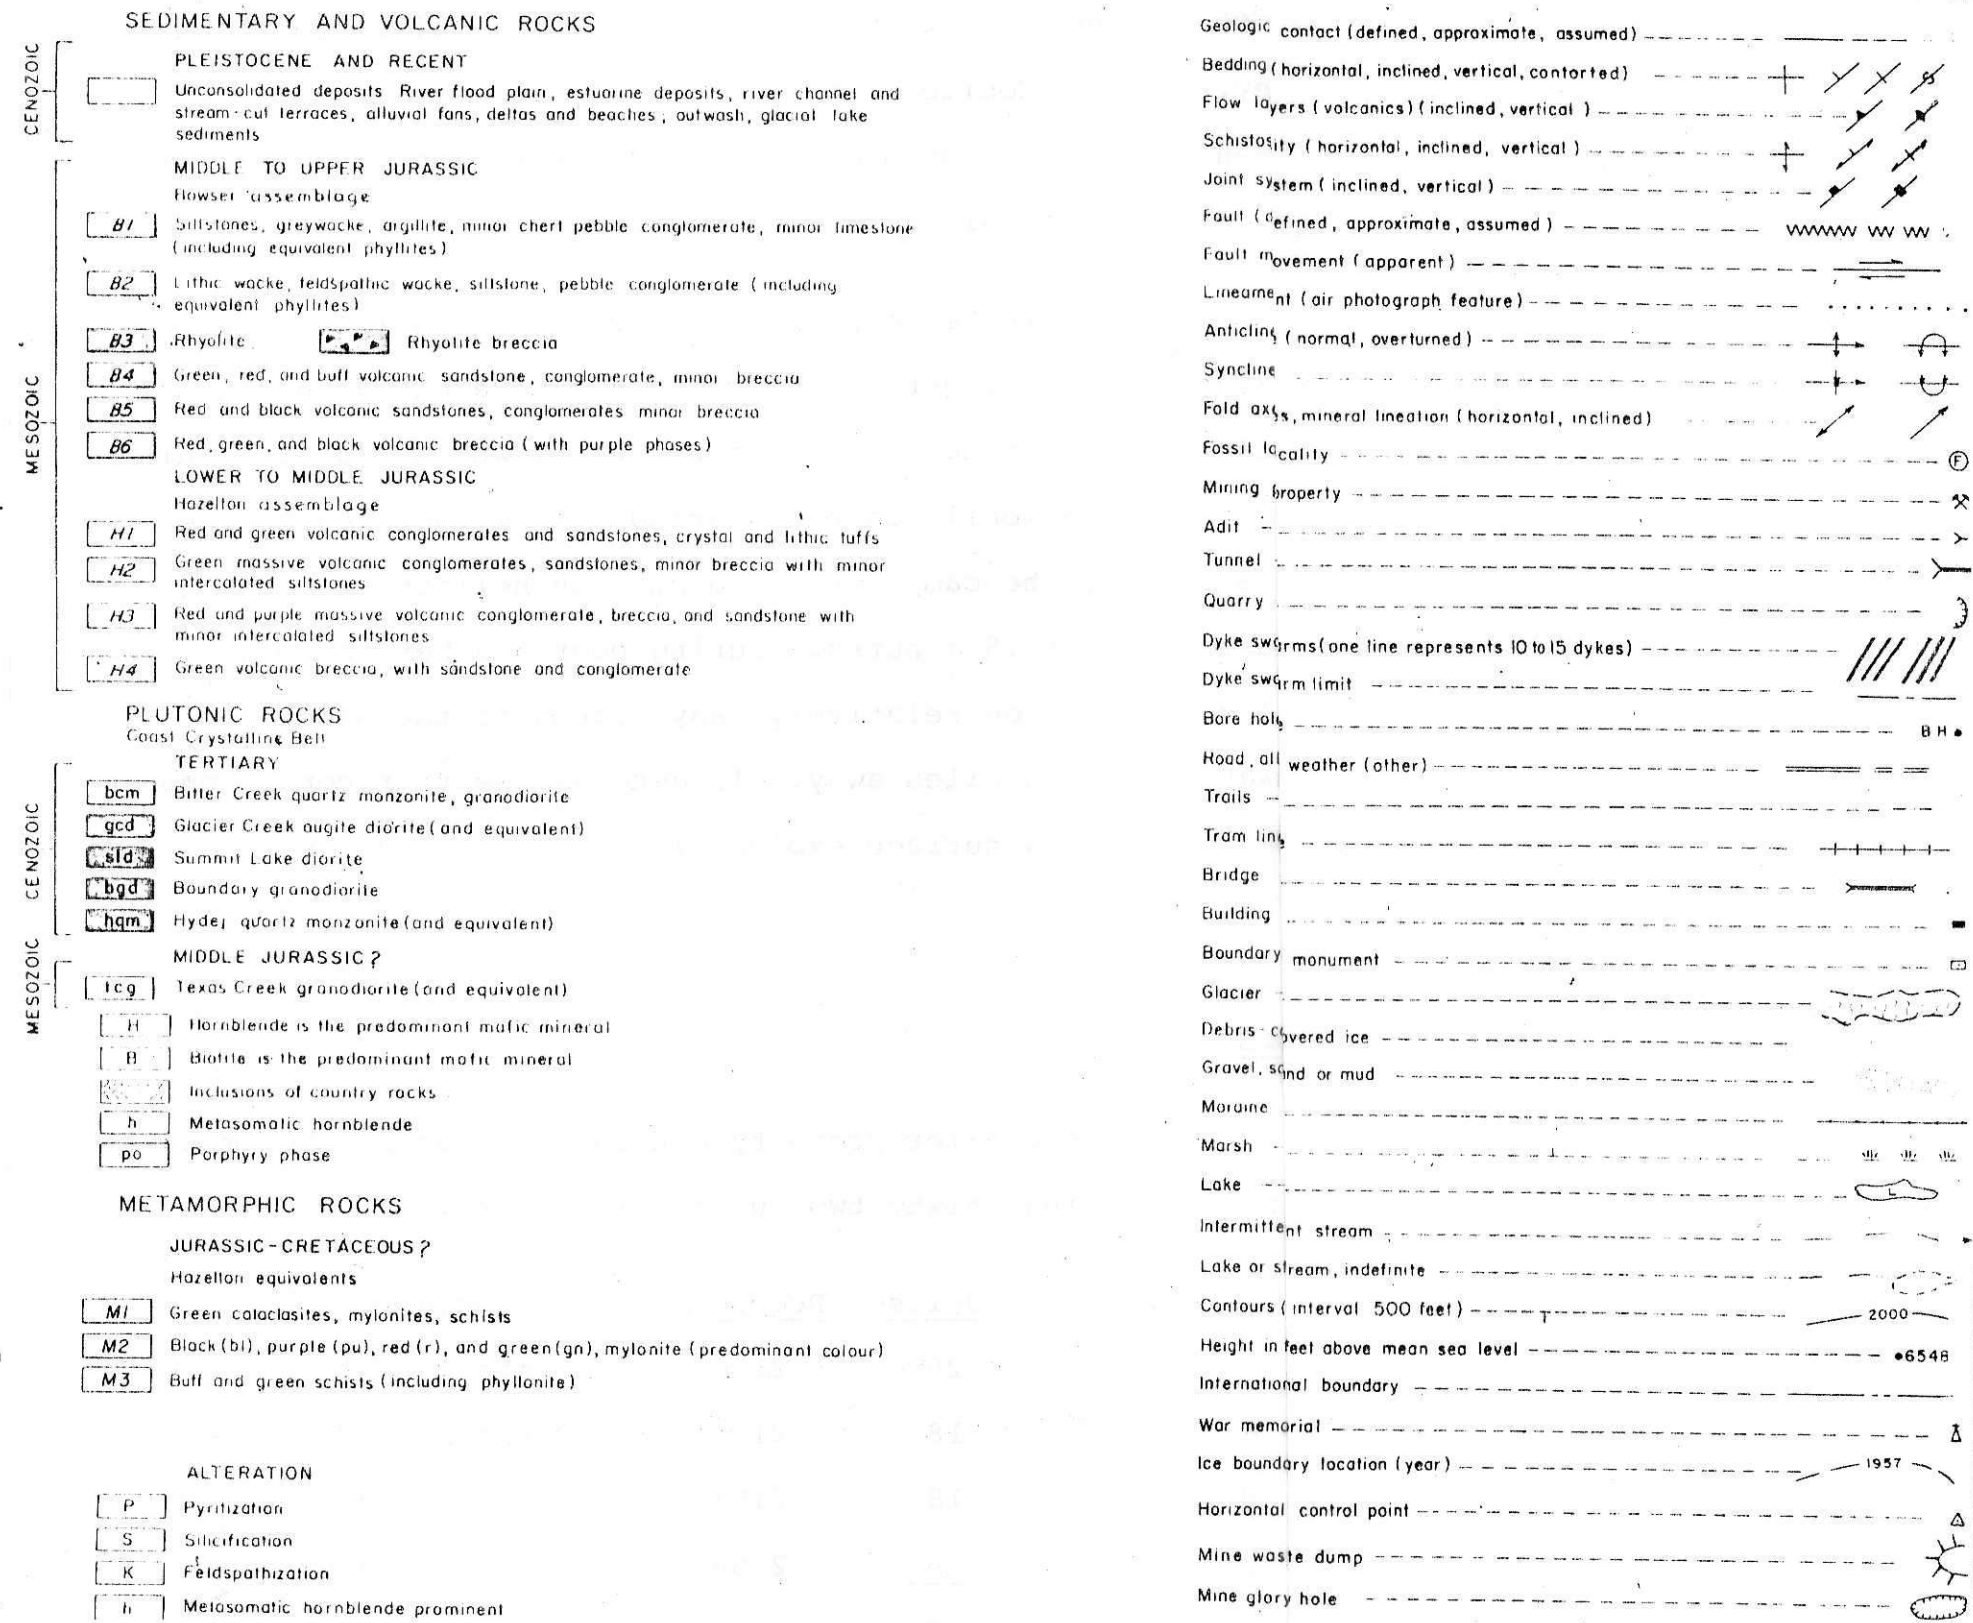 SEDIMENTARY AND VOLCANIC ROCKS
CENOZOIC
PLEISTOCENE AND RECENT
Unconsolidated deposits River flood plain, estuarine deposits, river channel and
stream-cut terraces, alluvial fans, deltas and beaches, outwash, glacial lake
sediments
MESOZOIC
MIDDLE TO UPPER JURASSIC
Bowser assemblage
B1 Siltstones, greywacke, argillite, minor chert pebble conglomerate, minor limestone
(including equivalent phyllites)
B2 Lithic wacke, feldspathic wacke, siltstone, pebble conglomerate (including
equivalent phyllites)
B3 Rhyolite Rhyolite breccia
B4 Green, red, and buff volcanic sandstone, conglomerate, minor breccia
B5 Red and black volcanic sandstones, conglomerates minor breccia
B6 Red, green, and black volcanic breccia (with purple phases)
LOWER TO MIDDLE JURASSIC
Hazelton assemblage
H1 Red and green volcanic conglomerates and sandstones, crystal and lithic tuffs
H2 Green massive volcanic conglomerates, sandstones, minor breccia with minor
intercalated siltstones
H3 Red and purple massive volcanic conglomerate, breccia, and sandstone with
minor intercalated siltstones
H4 Green volcanic breccia, with sandstone and conglomerate
PLUTONIC ROCKS
Coast Crystalline Belt
CENOZOIC
TERTIARY
bcm Bitter Creek quartz monzonite, granodiorite
gcd Glacier Creek augite diorite (and equivalent)
sld Summit Lake diorite
bgd Boundary granodiorite
hqm Hyder quartz monzonite (and equivalent)
MESOZOIC
MIDDLE JURASSIC?
tcg Texas Creek granodiorite (and equivalent)
H Hornblende is the predominant mafic mineral
B Biotite is the predominant mafic mineral
Inclusions of country rocks
h Metasomatic hornblende
po Porphyry phase
METAMORPHIC ROCKS
JURASSIC-CRETACEOUS?
Hazelton equivalents
M1 Green cataclasites, mylonites, schists
M2 Black (bl), purple (pu), red (r), and green (gn), mylonite (predominant colour)
M3 Buff and green schists (including phyllonite)
ALTERATION
P Pyritization
S Silicification
K Feldspathization
h Metasomatic hornblende prominent
Geologic contact (defined, approximate, assumed)
Bedding (horizontal, inclined, vertical, contorted)
Flow layers (volcanics) (inclined, vertical)
Schistosity (horizontal, inclined, vertical)
Joint system (inclined, vertical)
Fault (defined, approximate, assumed)
Fault movement (apparent)
Lineament (air photograph feature)
Anticline (normal, overturned)
Syncline
Fold axis, mineral lineation (horizontal, inclined)
Fossil locality F
Mining property
Adit
Tunnel
Quarry
Dyke swarms (one line represents 10 to 15 dykes)
Dyke swarm limit
Bore hole BH
Road, all weather (other)
Trails
Tram line
Bridge
Building
Boundary monument
Glacier
Debris-covered ice
Gravel, sand or mud
Moraine
Marsh
Lake L
Intermittent stream
Lake or stream, indefinite
Contours (interval 500 feet) 2000
Height in feet above mean sea level 6548
International boundary
War memorial
Ice boundary location (year) 1957
Horizontal control point
Mine waste dump
Mine glory hole